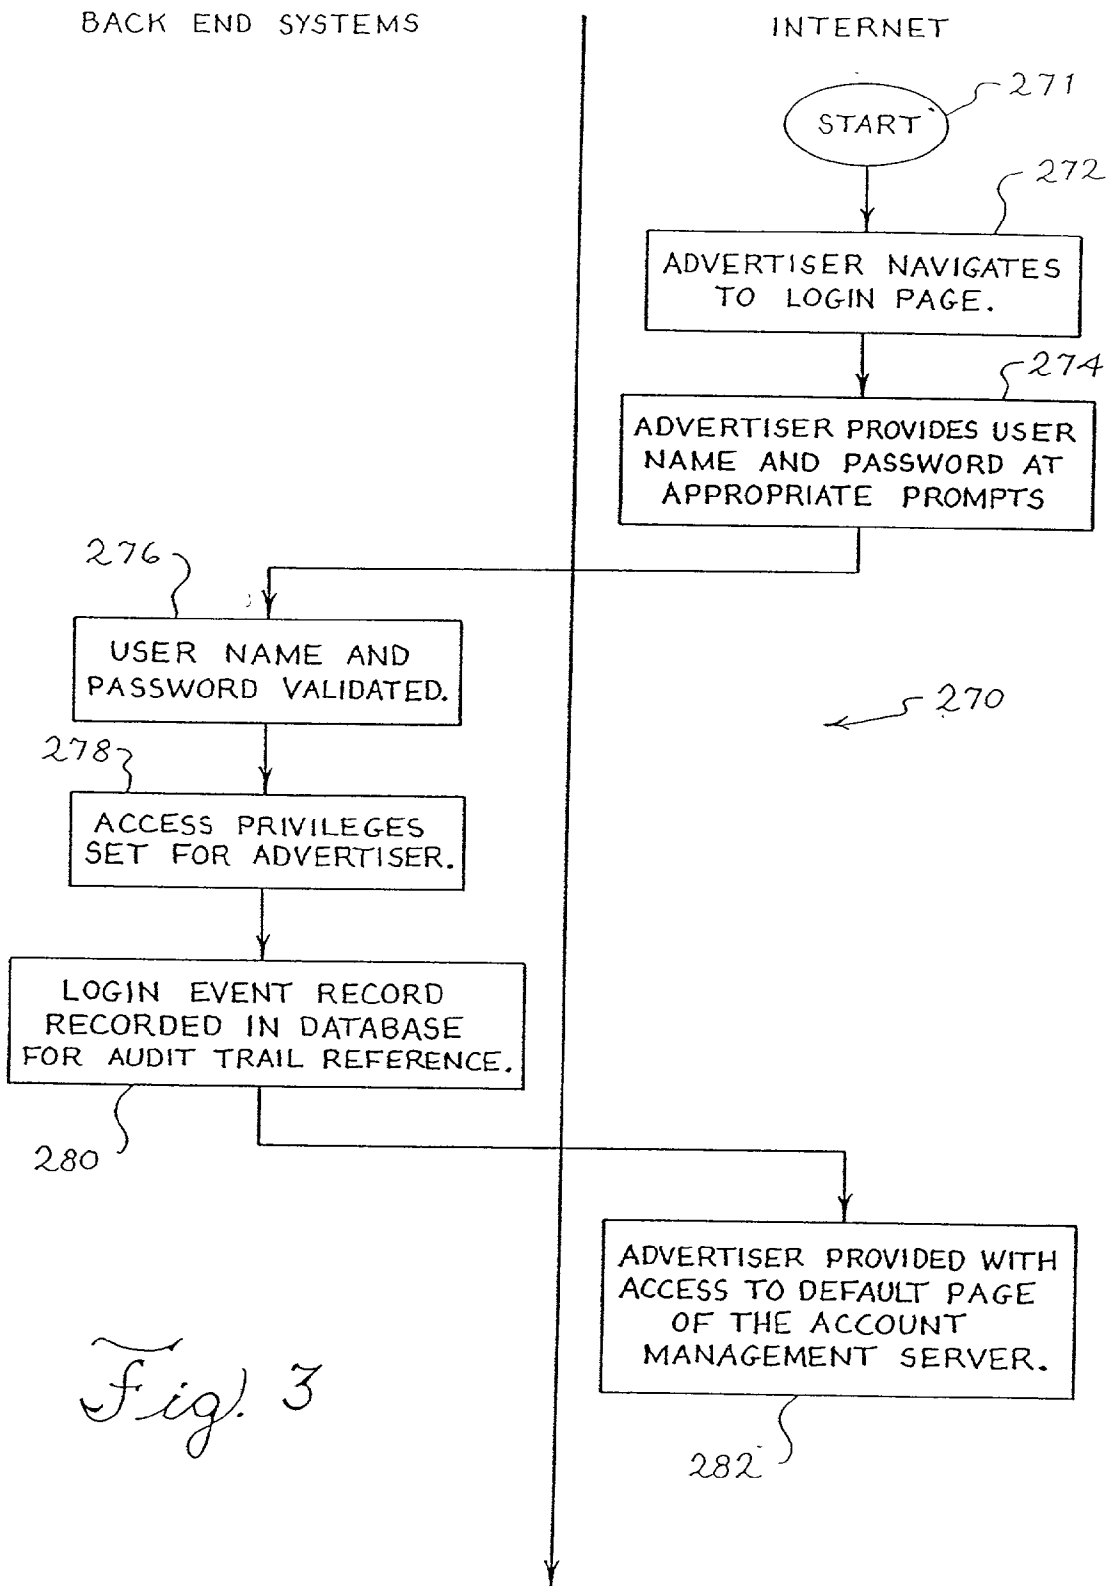 BACK END SYSTEMS
INTERNET
271
START
272
ADVERTISER NAVIGATES
TO LOGIN PAGE.
274
ADVERTISER PROVIDES USER
NAME AND PASSWORD AT
APPROPRIATE PROMPTS
276
USER NAME AND
PASSWORD VALIDATED.
270
278
ACCESS PRIVILEGES
SET FOR ADVERTISER.
LOGIN EVENT RECORD
RECORDED IN DATABASE
FOR AUDIT TRAIL REFERENCE.
280
ADVERTISER PROVIDED WITH
ACCESS TO DEFAULT PAGE
OF THE ACCOUNT
MANAGEMENT SERVER.
282
Fig. 3